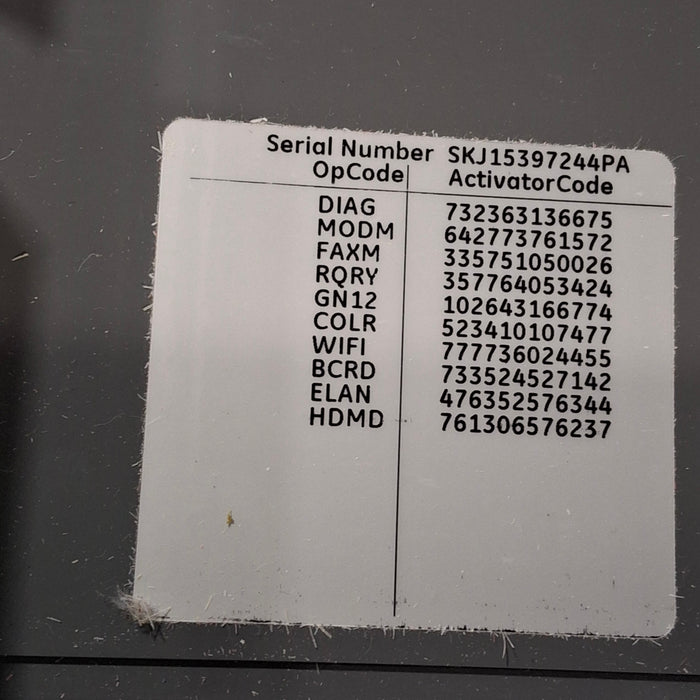 Serial Number SKJ15397244PA
OpCode ActivatorCode
DIAG 732363136675
MODM 642773761572
FAXM 335751050026
RQRY 357764053424
GN12 102643166774
COLR 523410107477
WIFI 777736024455
BCRD 733524527142
ELAN 476352576344
HDMD 761306576237